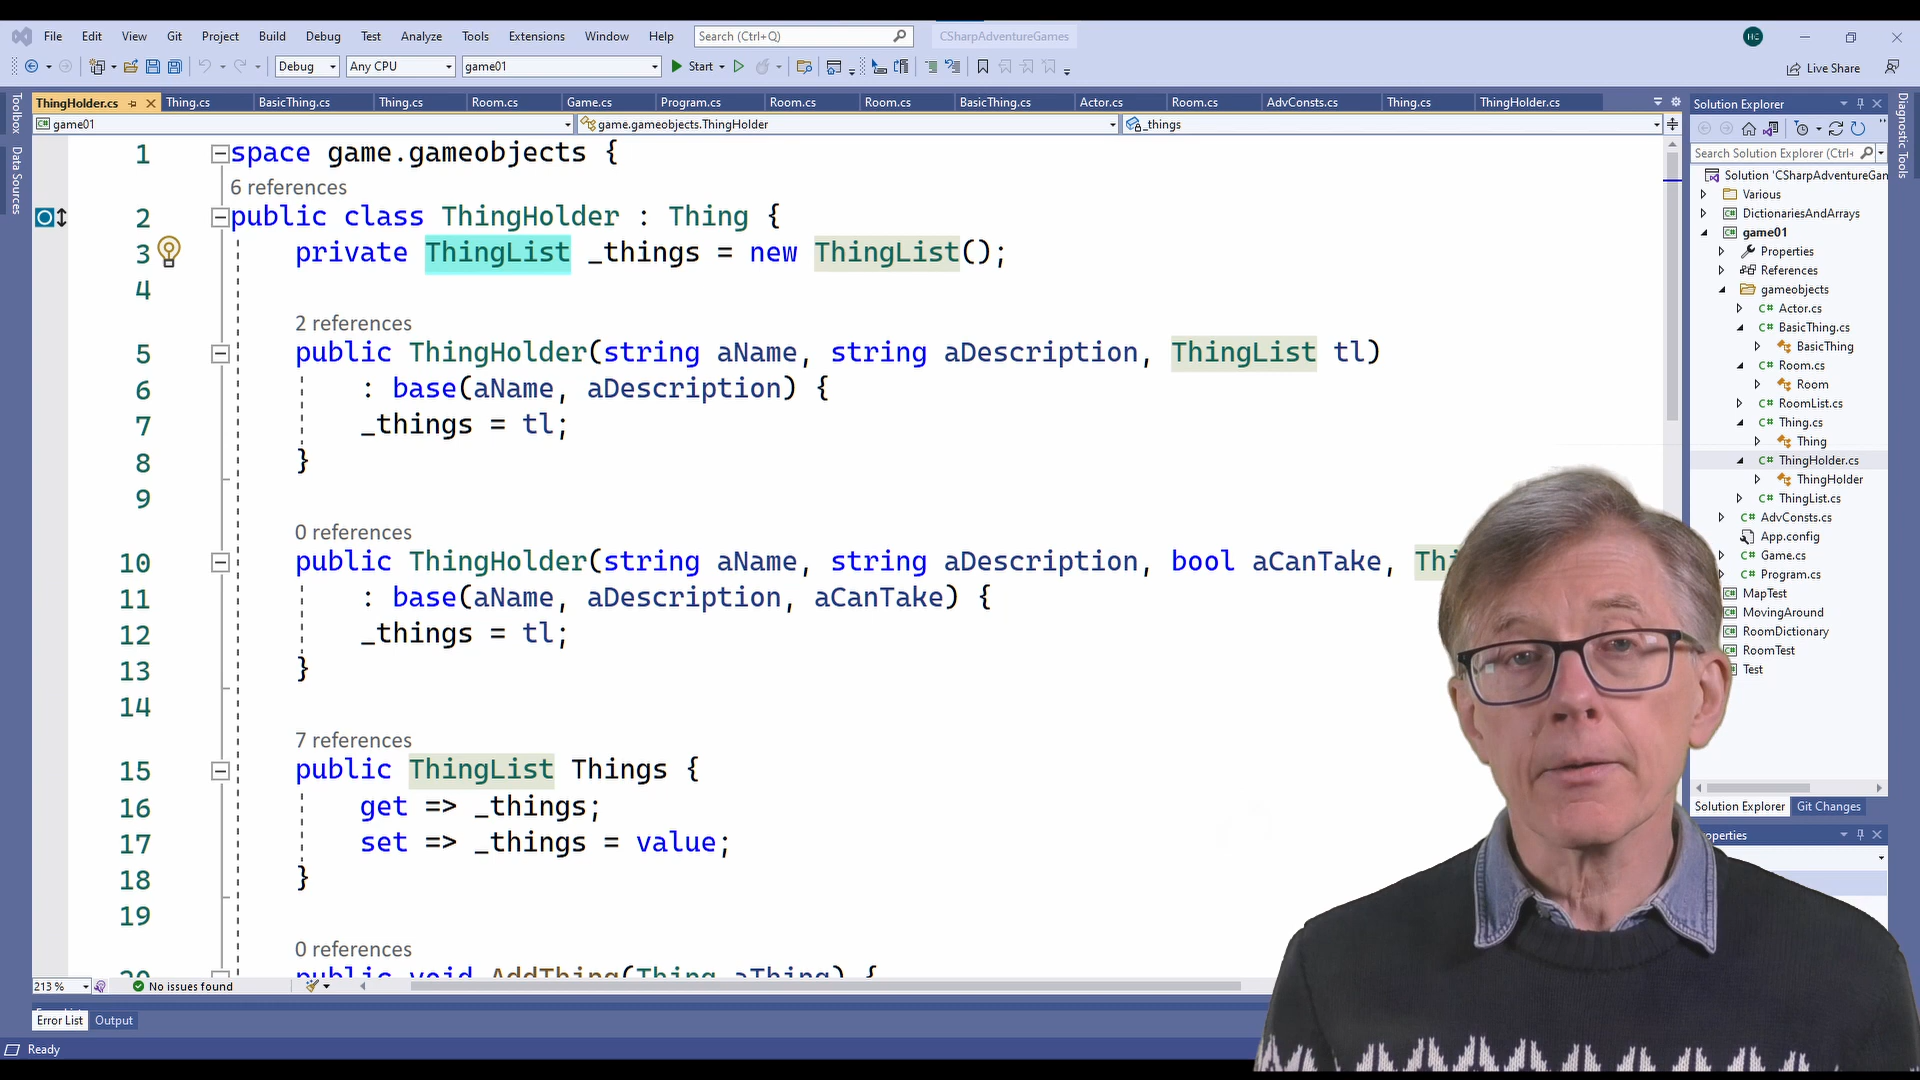 File Edit View Git Project Build Debug Test Analyze Tools Extensions Window Help Search (Ctrl+Q) CSharpAdventureGames HC
Debug Any CPU game01 Start Live Share
ThingHolder.cs Thing.cs BasicThing.cs Thing.cs Room.cs Game.cs Program.cs Room.cs Room.cs BasicThing.cs Actor.cs Room.cs AdvConsts.cs Thing.cs ThingHolder.cs
game01 game.gameobjects.ThingHolder _things
Toolbox
Data Sources
1 space game.gameobjects {
6 references
2 public class ThingHolder : Thing {
3 private ThingList _things = new ThingList();
4
2 references
5 public ThingHolder(string aName, string aDescription, ThingList tl)
6 : base(aName, aDescription) {
7 _things = tl;
8 }
9
0 references
10 public ThingHolder(string aName, string aDescription, bool aCanTake, Thi
11 : base(aName, aDescription, aCanTake) {
12 _things = tl;
13 }
14
7 references
15 public ThingList Things {
16 get => _things;
17 set => _things = value;
18 }
19
0 references
20 public void AddThing(Thing aThing) {
213 % No issues found
Error List Output
Ready
Solution Explorer
Search Solution Explorer (Ctrl+
Solution 'CSharpAdventureGam
Various
DictionariesAndArrays
game01
Properties
References
gameobjects
Actor.cs
BasicThing.cs
BasicThing
Room.cs
Room
RoomList.cs
Thing.cs
Thing
ThingHolder.cs
ThingHolder
ThingList.cs
AdvConsts.cs
App.config
Game.cs
Program.cs
MapTest
MovingAround
RoomDictionary
RoomTest
Test
Solution Explorer Git Changes
operties
Diagnostic Tools